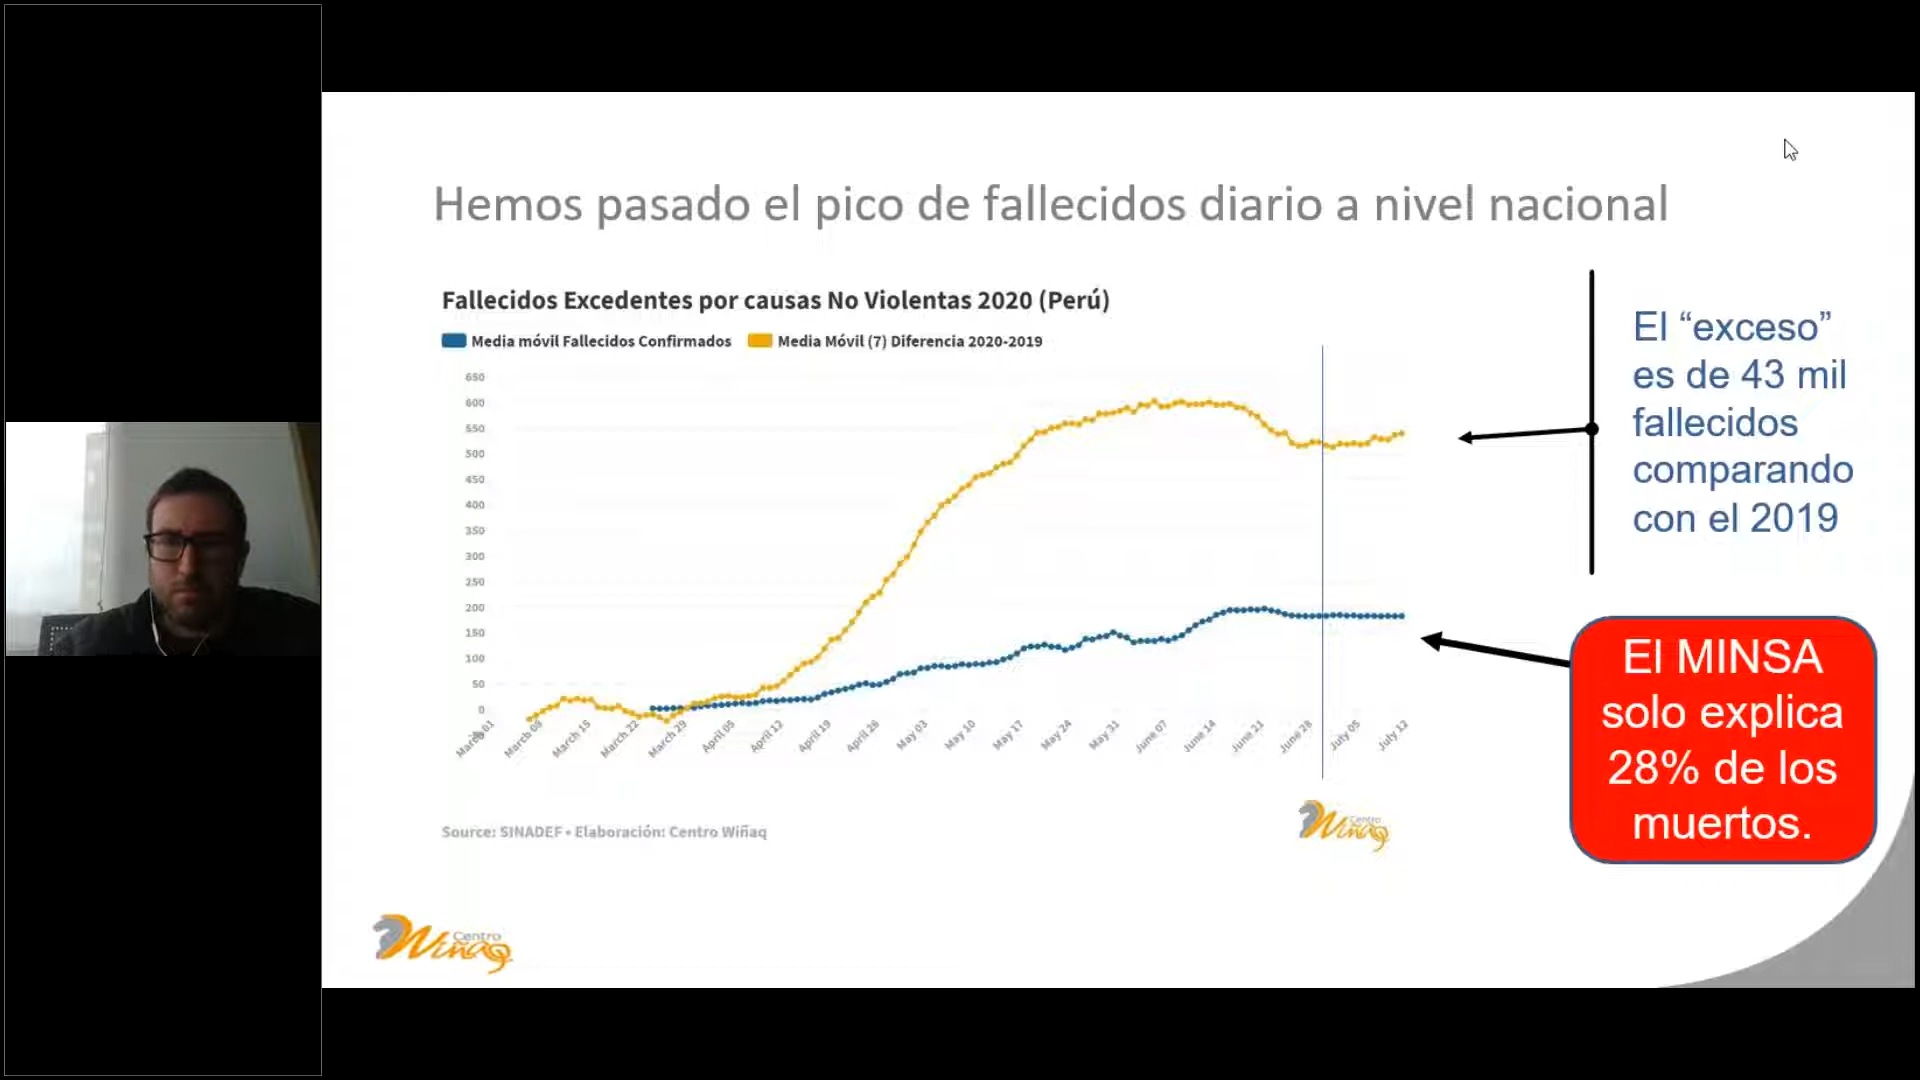 Hemos pasado el pico de fallecidos diario a nivel nacional
Fallecidos Excedentes por causas No Violentas 2020 (Perú)
Media móvil Fallecidos Confirmados
Media Móvil (7) Diferencia 2020-2019
650
600
550
500
450
400
350
300
250
200
150
100
50
0
March 01
March 08
March 15
March 22
March 29
April 05
April 12
April 19
April 26
May 03
May 10
May 17
May 24
May 31
June 07
June 14
June 21
June 28
July 05
July 12
El “exceso”
es de 43 mil
fallecidos
comparando
con el 2019
El MINSA
solo explica
28% de los
muertos.
Source: SINADEF • Elaboración: Centro Wiñaq
Centro
Wiñaq
Centro
Wiñaq